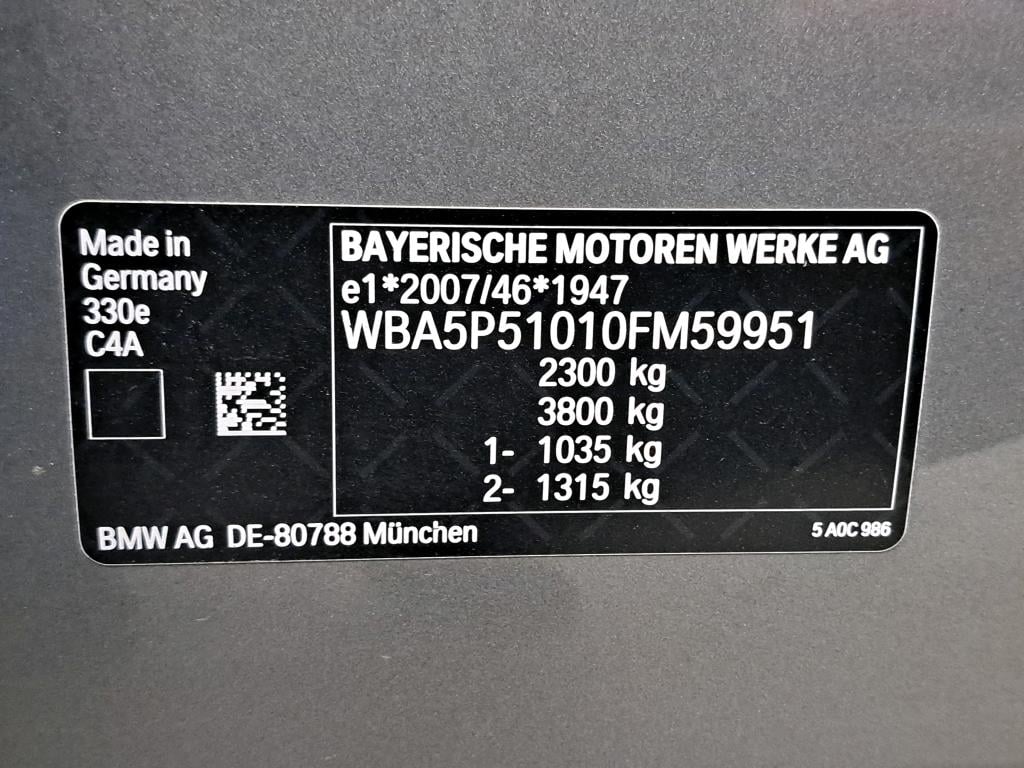 Made in
Germany
330e
C4A
BAYERISCHE MOTOREN WERKE AG
e1*2007/46*1947
WBA5P51010FM59951
2300 kg
3800 kg
1- 1035 kg
2- 1315 kg
BMW AG DE-80788 München
5 A0C 986